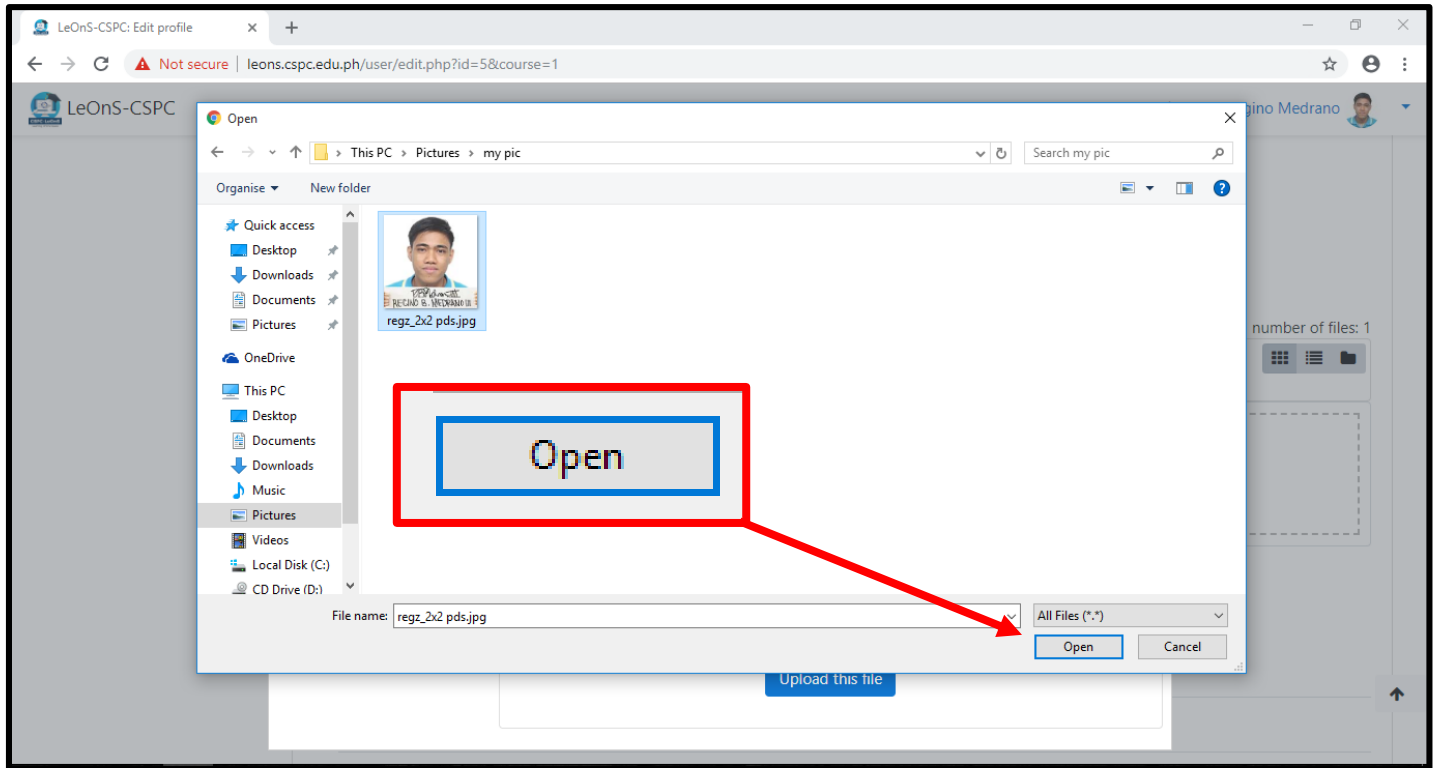 LeOnS-CSPC: Edit profile
Not secure | leons.cspc.edu.ph/user/edit.php?id=5&course=1
LeOnS-CSPC
gino Medrano
Open
This PC > Pictures > my pic
Search my pic
Organise
New folder
Quick access
Desktop
Downloads
Documents
Pictures
OneDrive
This PC
Desktop
Documents
Downloads
Music
Pictures
Videos
Local Disk (C:)
CD Drive (D:)
REGINO B. MEDRANO III
regz_2x2 pds.jpg
number of files: 1
Open
File name: regz_2x2 pds.jpg
All Files (*.*)
Open
Cancel
Upload this file